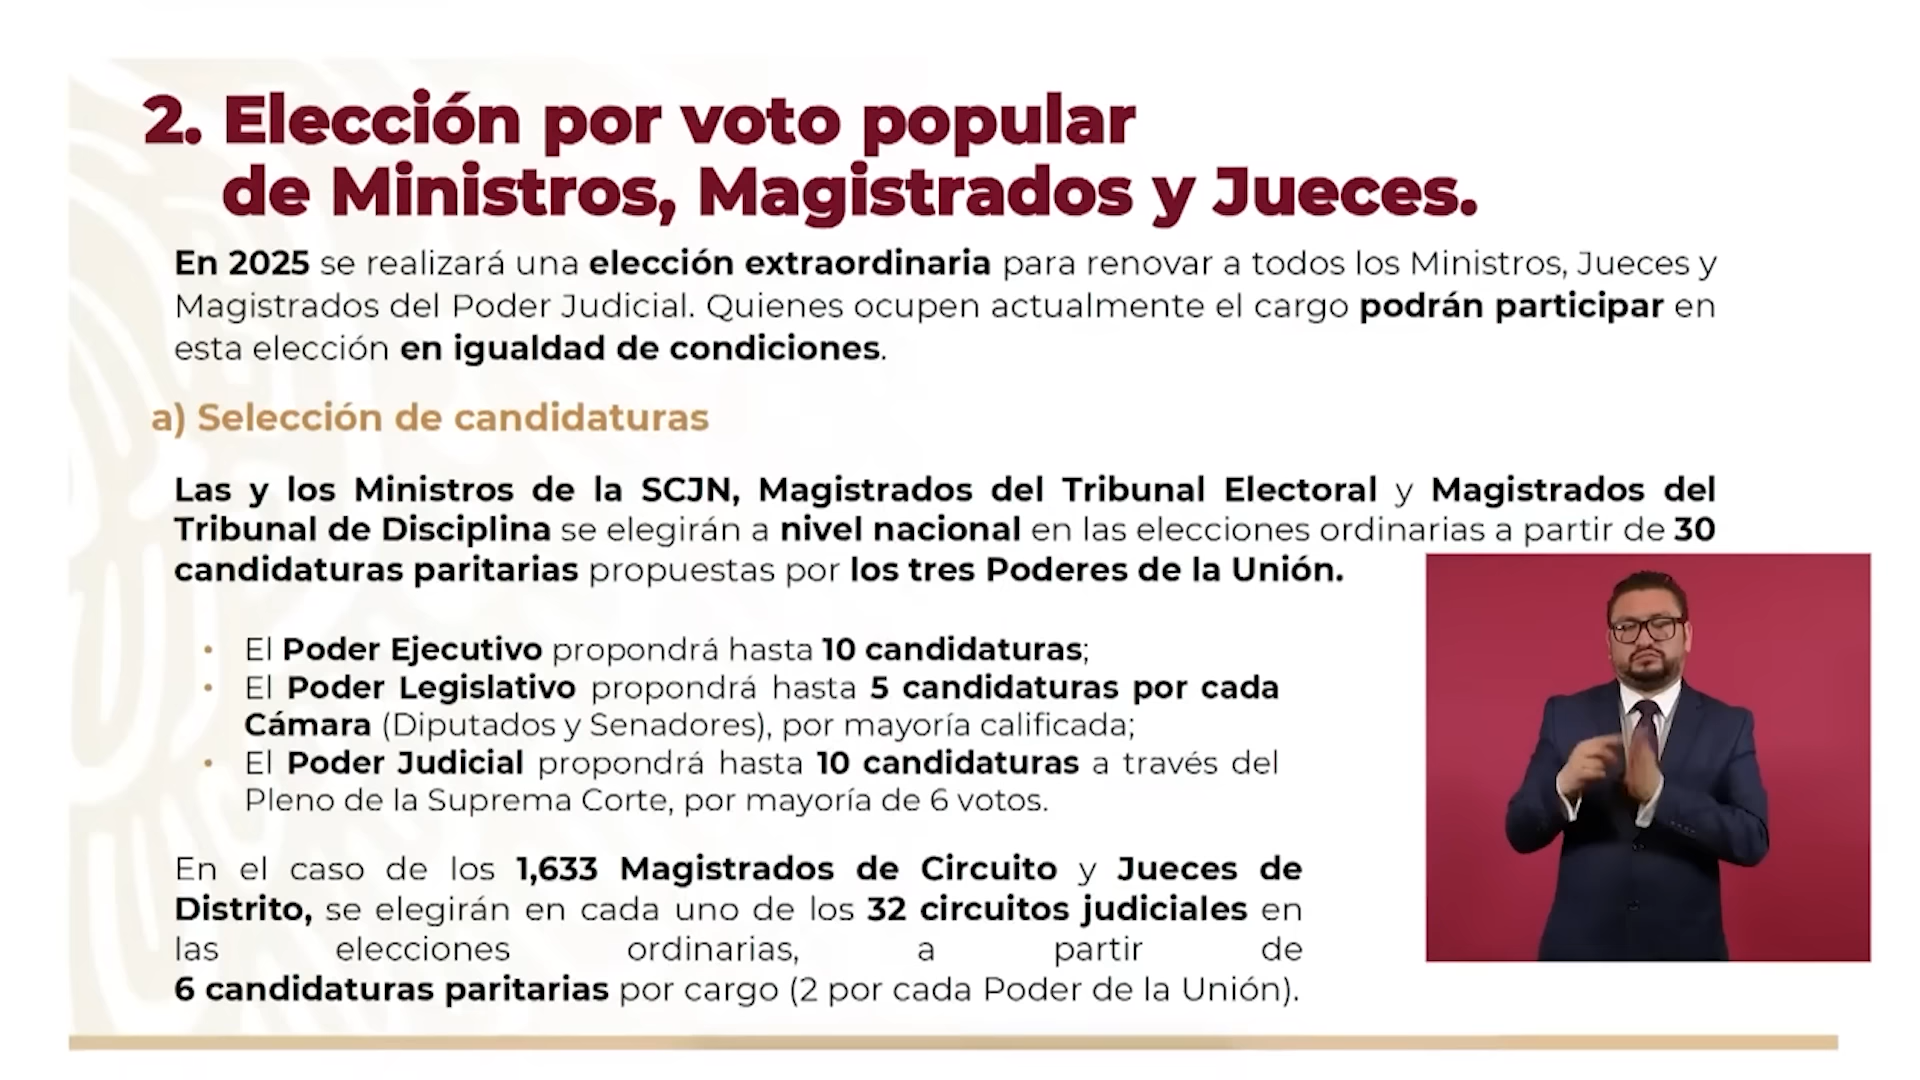 2. Elección por voto popular
de Ministros, Magistrados y Jueces.
En 2025 se realizará una elección extraordinaria para renovar a todos los Ministros, Jueces y
Magistrados del Poder Judicial. Quienes ocupen actualmente el cargo podrán participar en
esta elección en igualdad de condiciones.
a) Selección de candidaturas
Las y los Ministros de la SCJN, Magistrados del Tribunal Electoral y Magistrados del
Tribunal de Disciplina se elegirán a nivel nacional en las elecciones ordinarias a partir de 30
candidaturas paritarias propuestas por los tres Poderes de la Unión.
• El Poder Ejecutivo propondrá hasta 10 candidaturas;
• El Poder Legislativo propondrá hasta 5 candidaturas por cada
Cámara (Diputados y Senadores), por mayoría calificada;
• El Poder Judicial propondrá hasta 10 candidaturas a través del
Pleno de la Suprema Corte, por mayoría de 6 votos.
En el caso de los 1,633 Magistrados de Circuito y Jueces de
Distrito, se elegirán en cada uno de los 32 circuitos judiciales en
las elecciones ordinarias, a partir de
6 candidaturas paritarias por cargo (2 por cada Poder de la Unión).